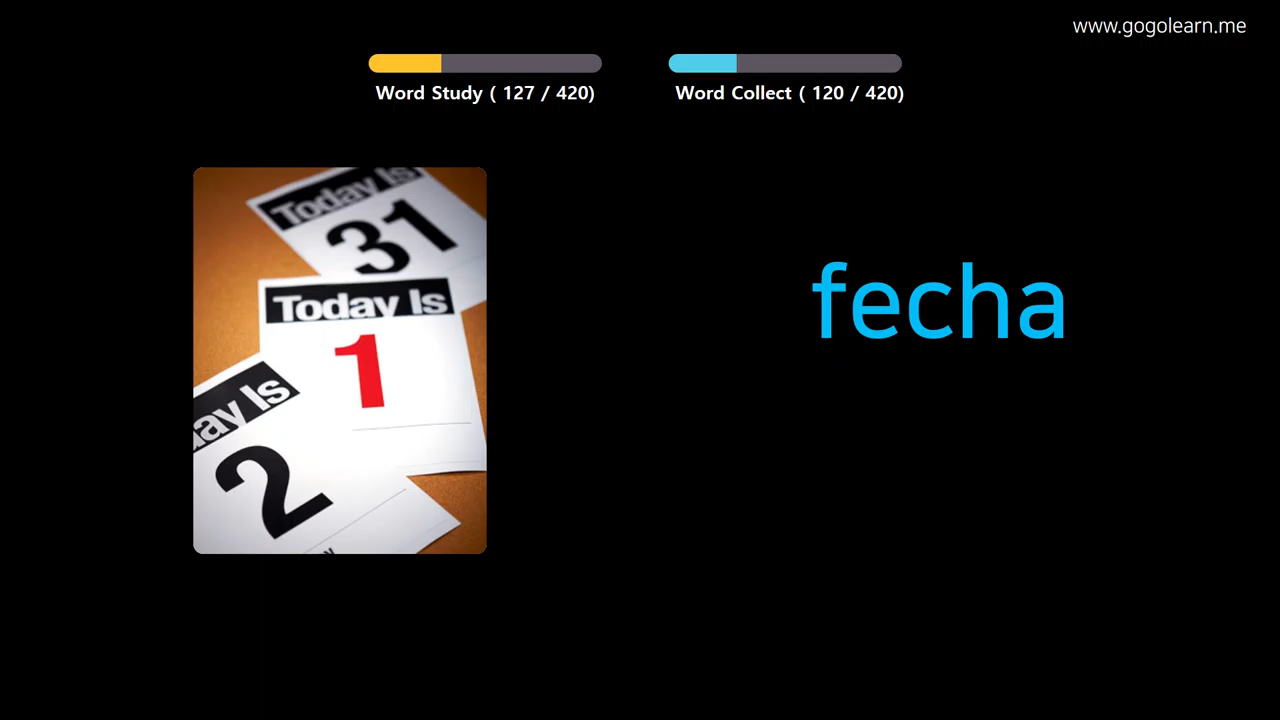 www.gogolearn.me
Word Study ( 127 / 420)
Word Collect ( 120 / 420)
Today Is
31
Today Is
1
fecha
day Is
2